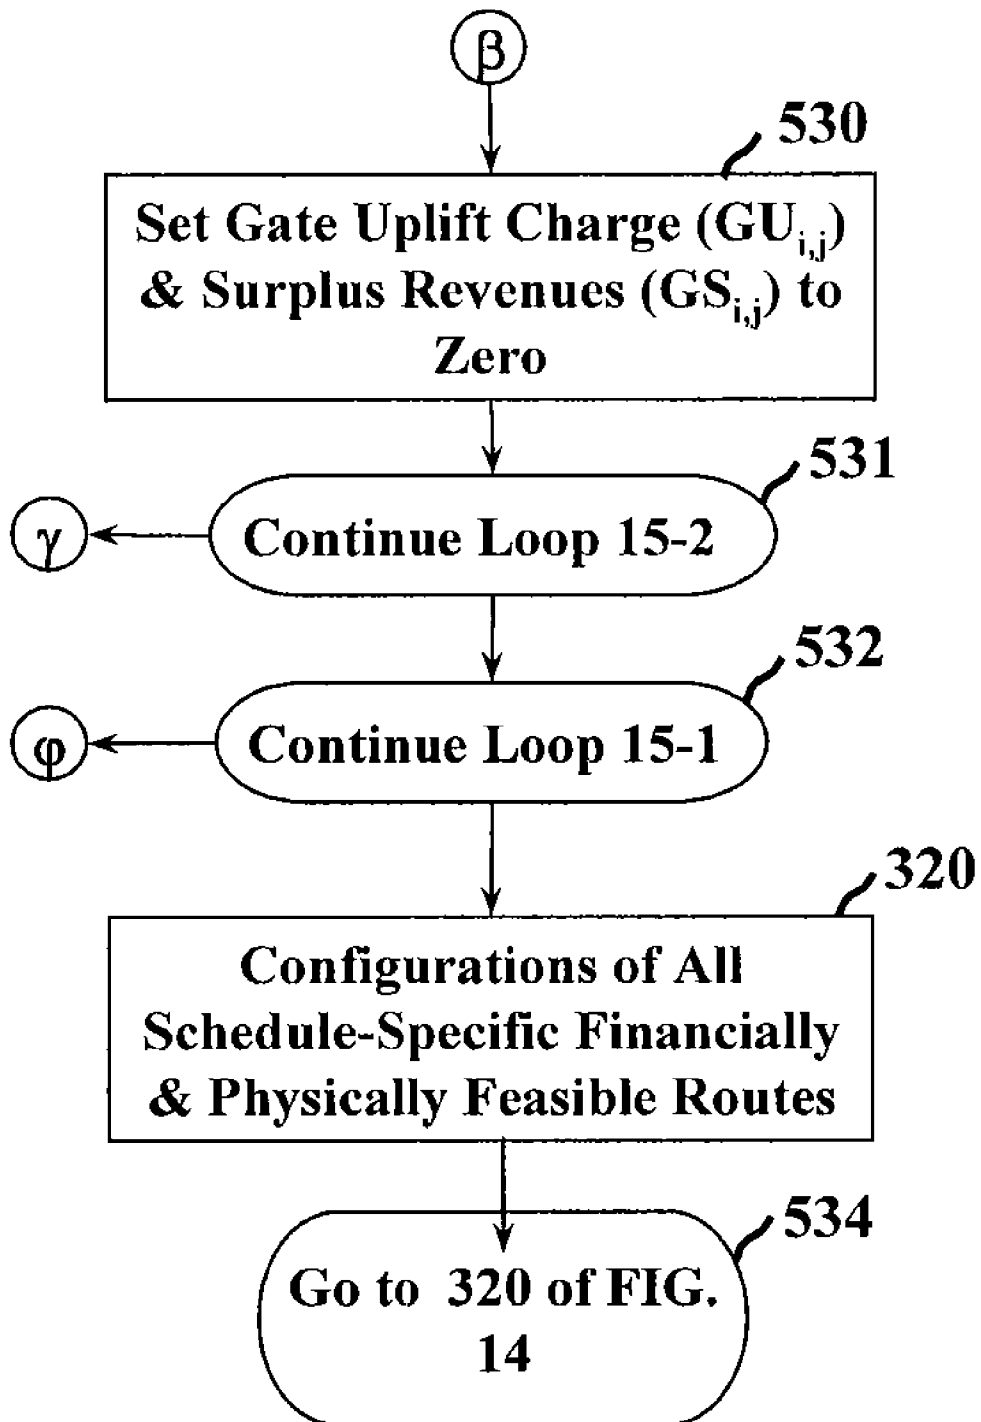 β
530
Set Gate Uplift Charge (GUi,j)
& Surplus Revenues (GSi,j) to
Zero
531
γ
Continue Loop 15-2
532
φ
Continue Loop 15-1
320
Configurations of All
Schedule-Specific Financially
& Physically Feasible Routes
534
Go to 320 of FIG.
14